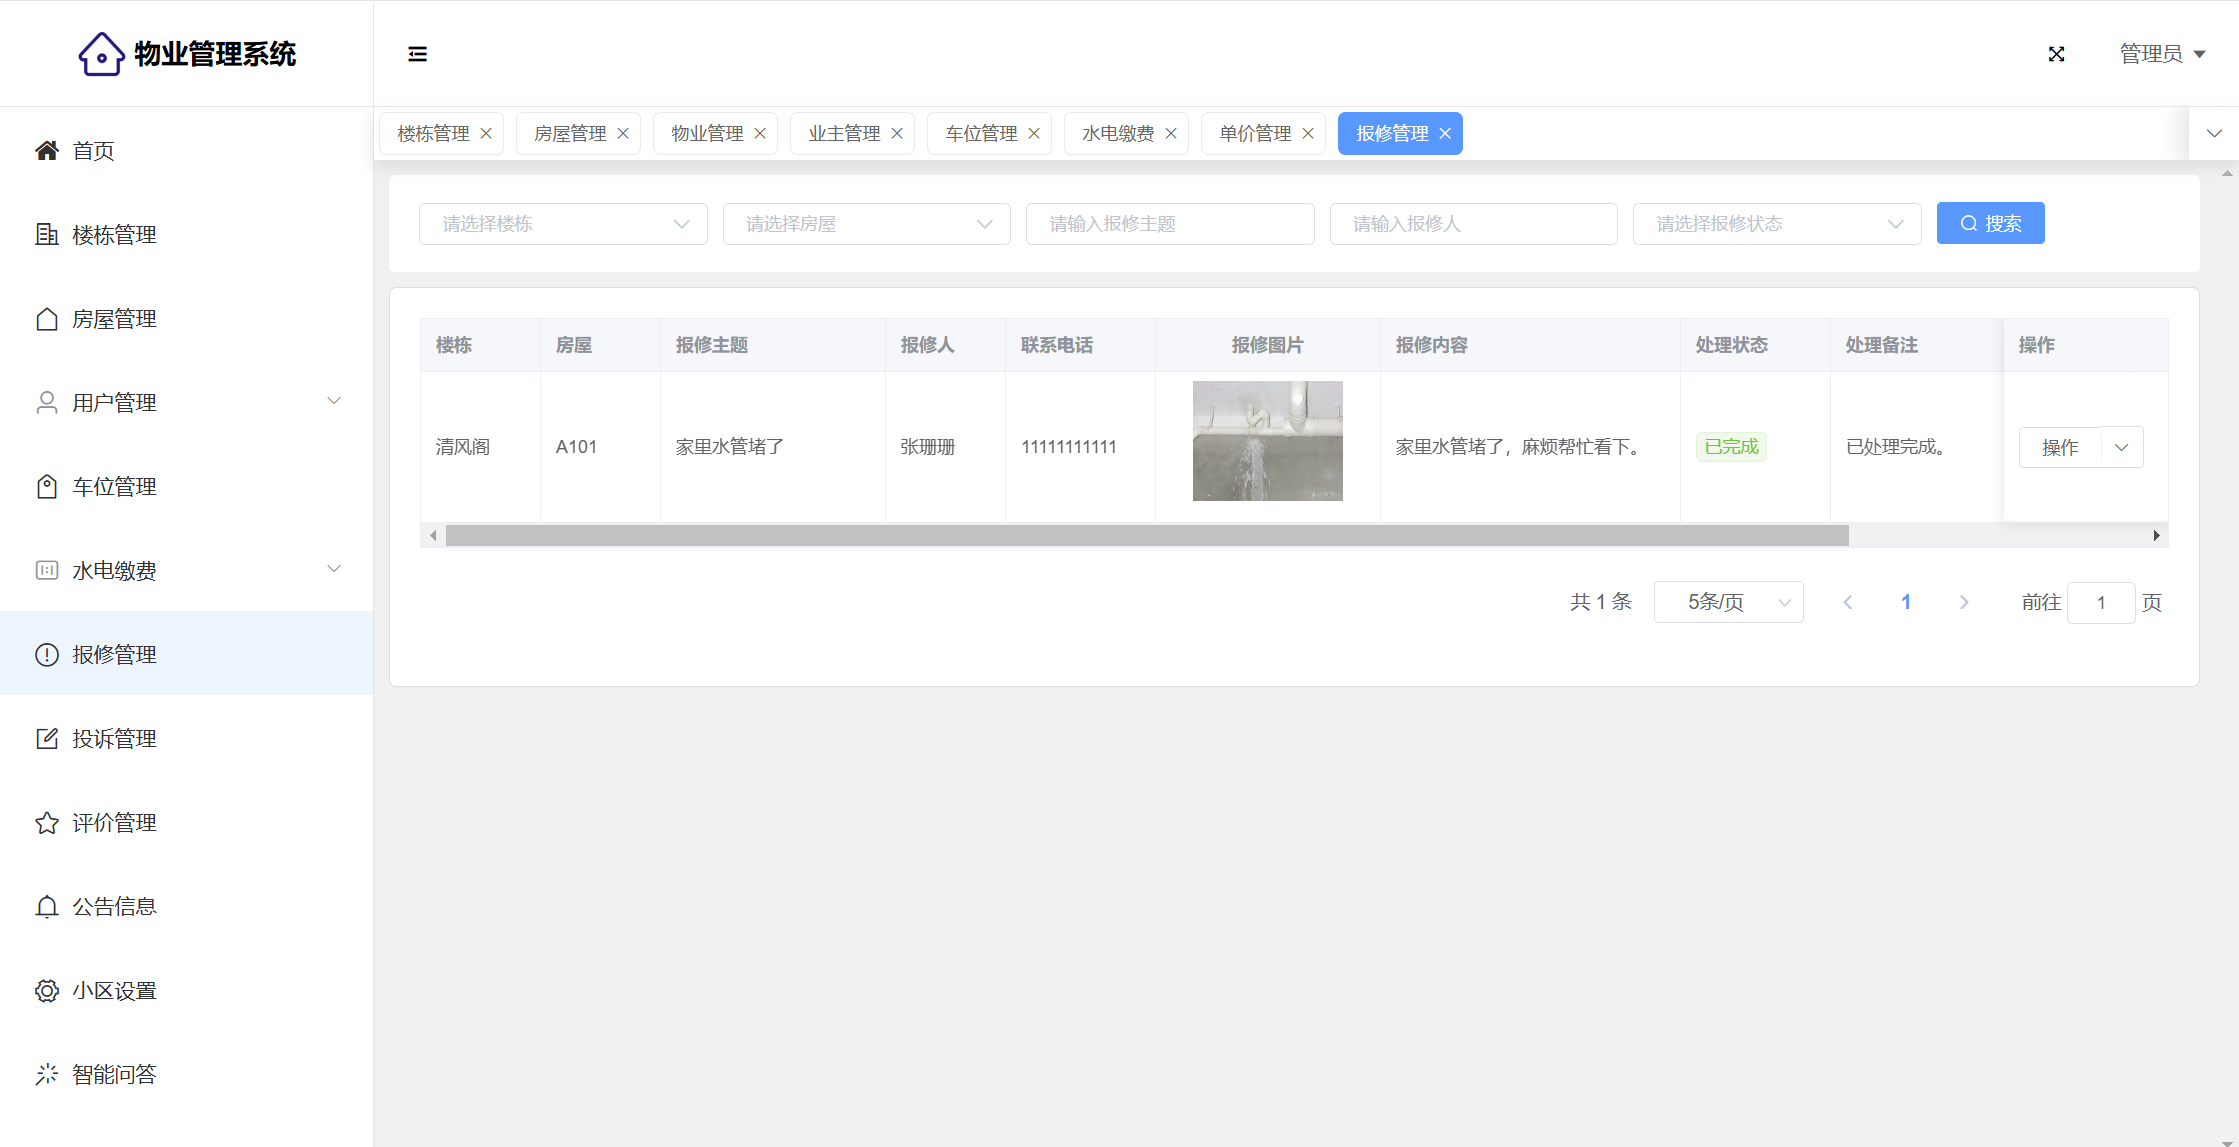 物业管理系统
管理员
首页
楼栋管理
房屋管理
用户管理
车位管理
水电缴费
报修管理
投诉管理
评价管理
公告信息
小区设置
智能问答
楼栋管理 房屋管理 物业管理 业主管理 车位管理 水电缴费 单价管理 报修管理
请选择楼栋 请选择房屋 请输入报修主题 请输入报修人 请选择报修状态 搜索
楼栋 房屋 报修主题 报修人 联系电话 报修图片 报修内容 处理状态 处理备注 操作
清风阁 A101 家里水管堵了 张珊珊 11111111111 家里水管堵了，麻烦帮忙看下。 已完成 已处理完成。 操作
共 1 条 5条/页 1 前往 1 页